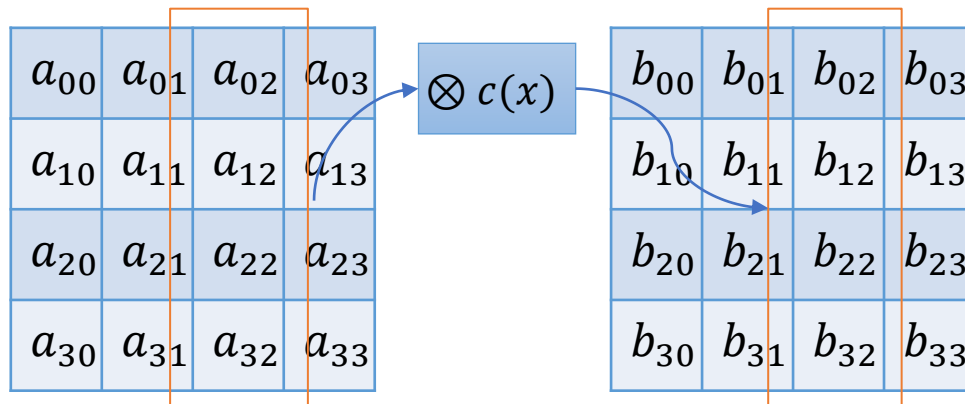 a₀₀ a₀₁ a₀₂ a₀₃
a₁₀ a₁₁ a₁₂ a₁₃
a₂₀ a₂₁ a₂₂ a₂₃
a₃₀ a₃₁ a₃₂ a₃₃
⊗ c(x)
b₀₀ b₀₁ b₀₂ b₀₃
b₁₀ b₁₁ b₁₂ b₁₃
b₂₀ b₂₁ b₂₂ b₂₃
b₃₀ b₃₁ b₃₂ b₃₃